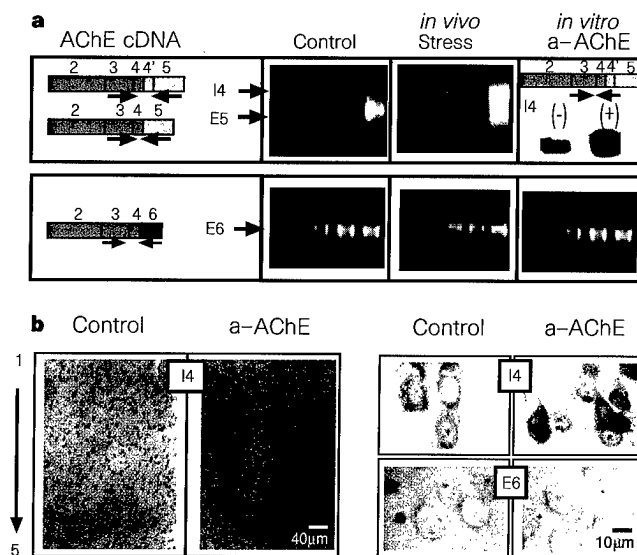 a
AChE cDNA
Control
in vivo
Stress
in vitro
a–AChE
2 3 4 4' 5
2 3 4 5
I4
E5
2 3 4 4' 5
I4
(-) (+)
2 3 4 6
E6
b
Control
a–AChE
1
5
I4
40µm
Control
a–AChE
I4
E6
10µm